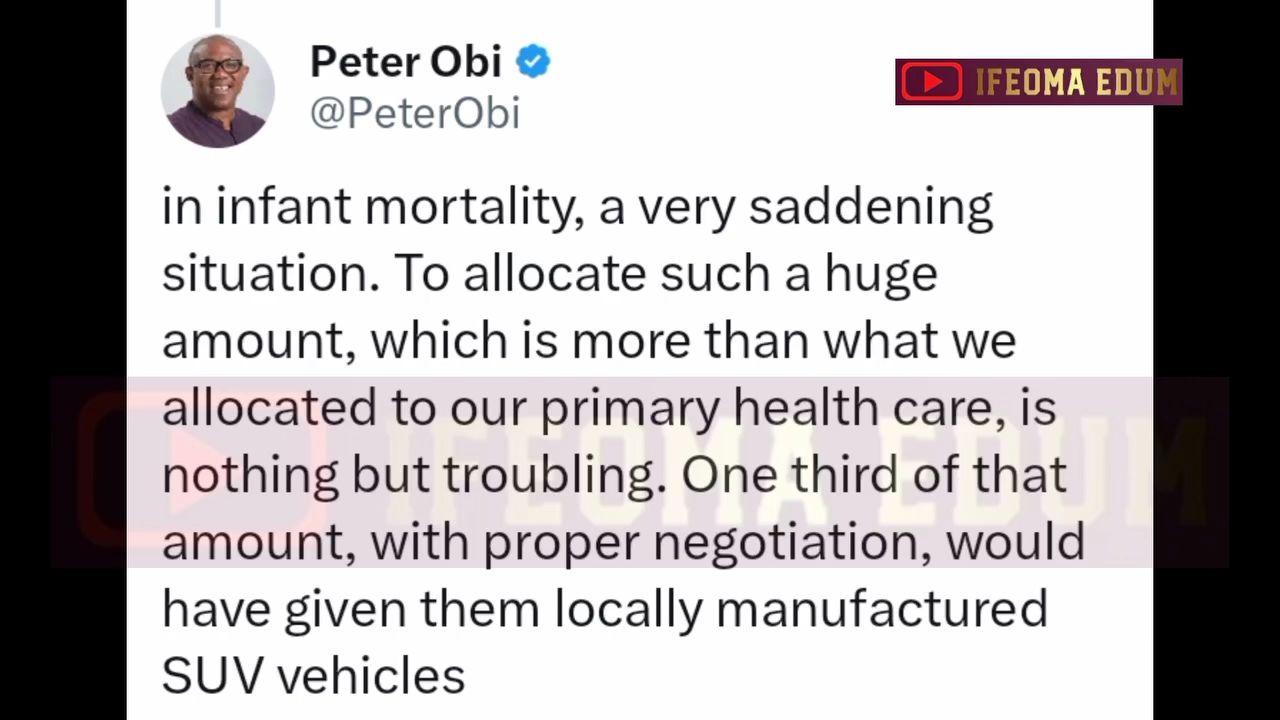 Peter Obi
@PeterObi
IFEOMA EDUM
in infant mortality, a very saddening
situation. To allocate such a huge
amount, which is more than what we
allocated to our primary health care, is
nothing but troubling. One third of that
amount, with proper negotiation, would
have given them locally manufactured
SUV vehicles
IFEOMA EDUM